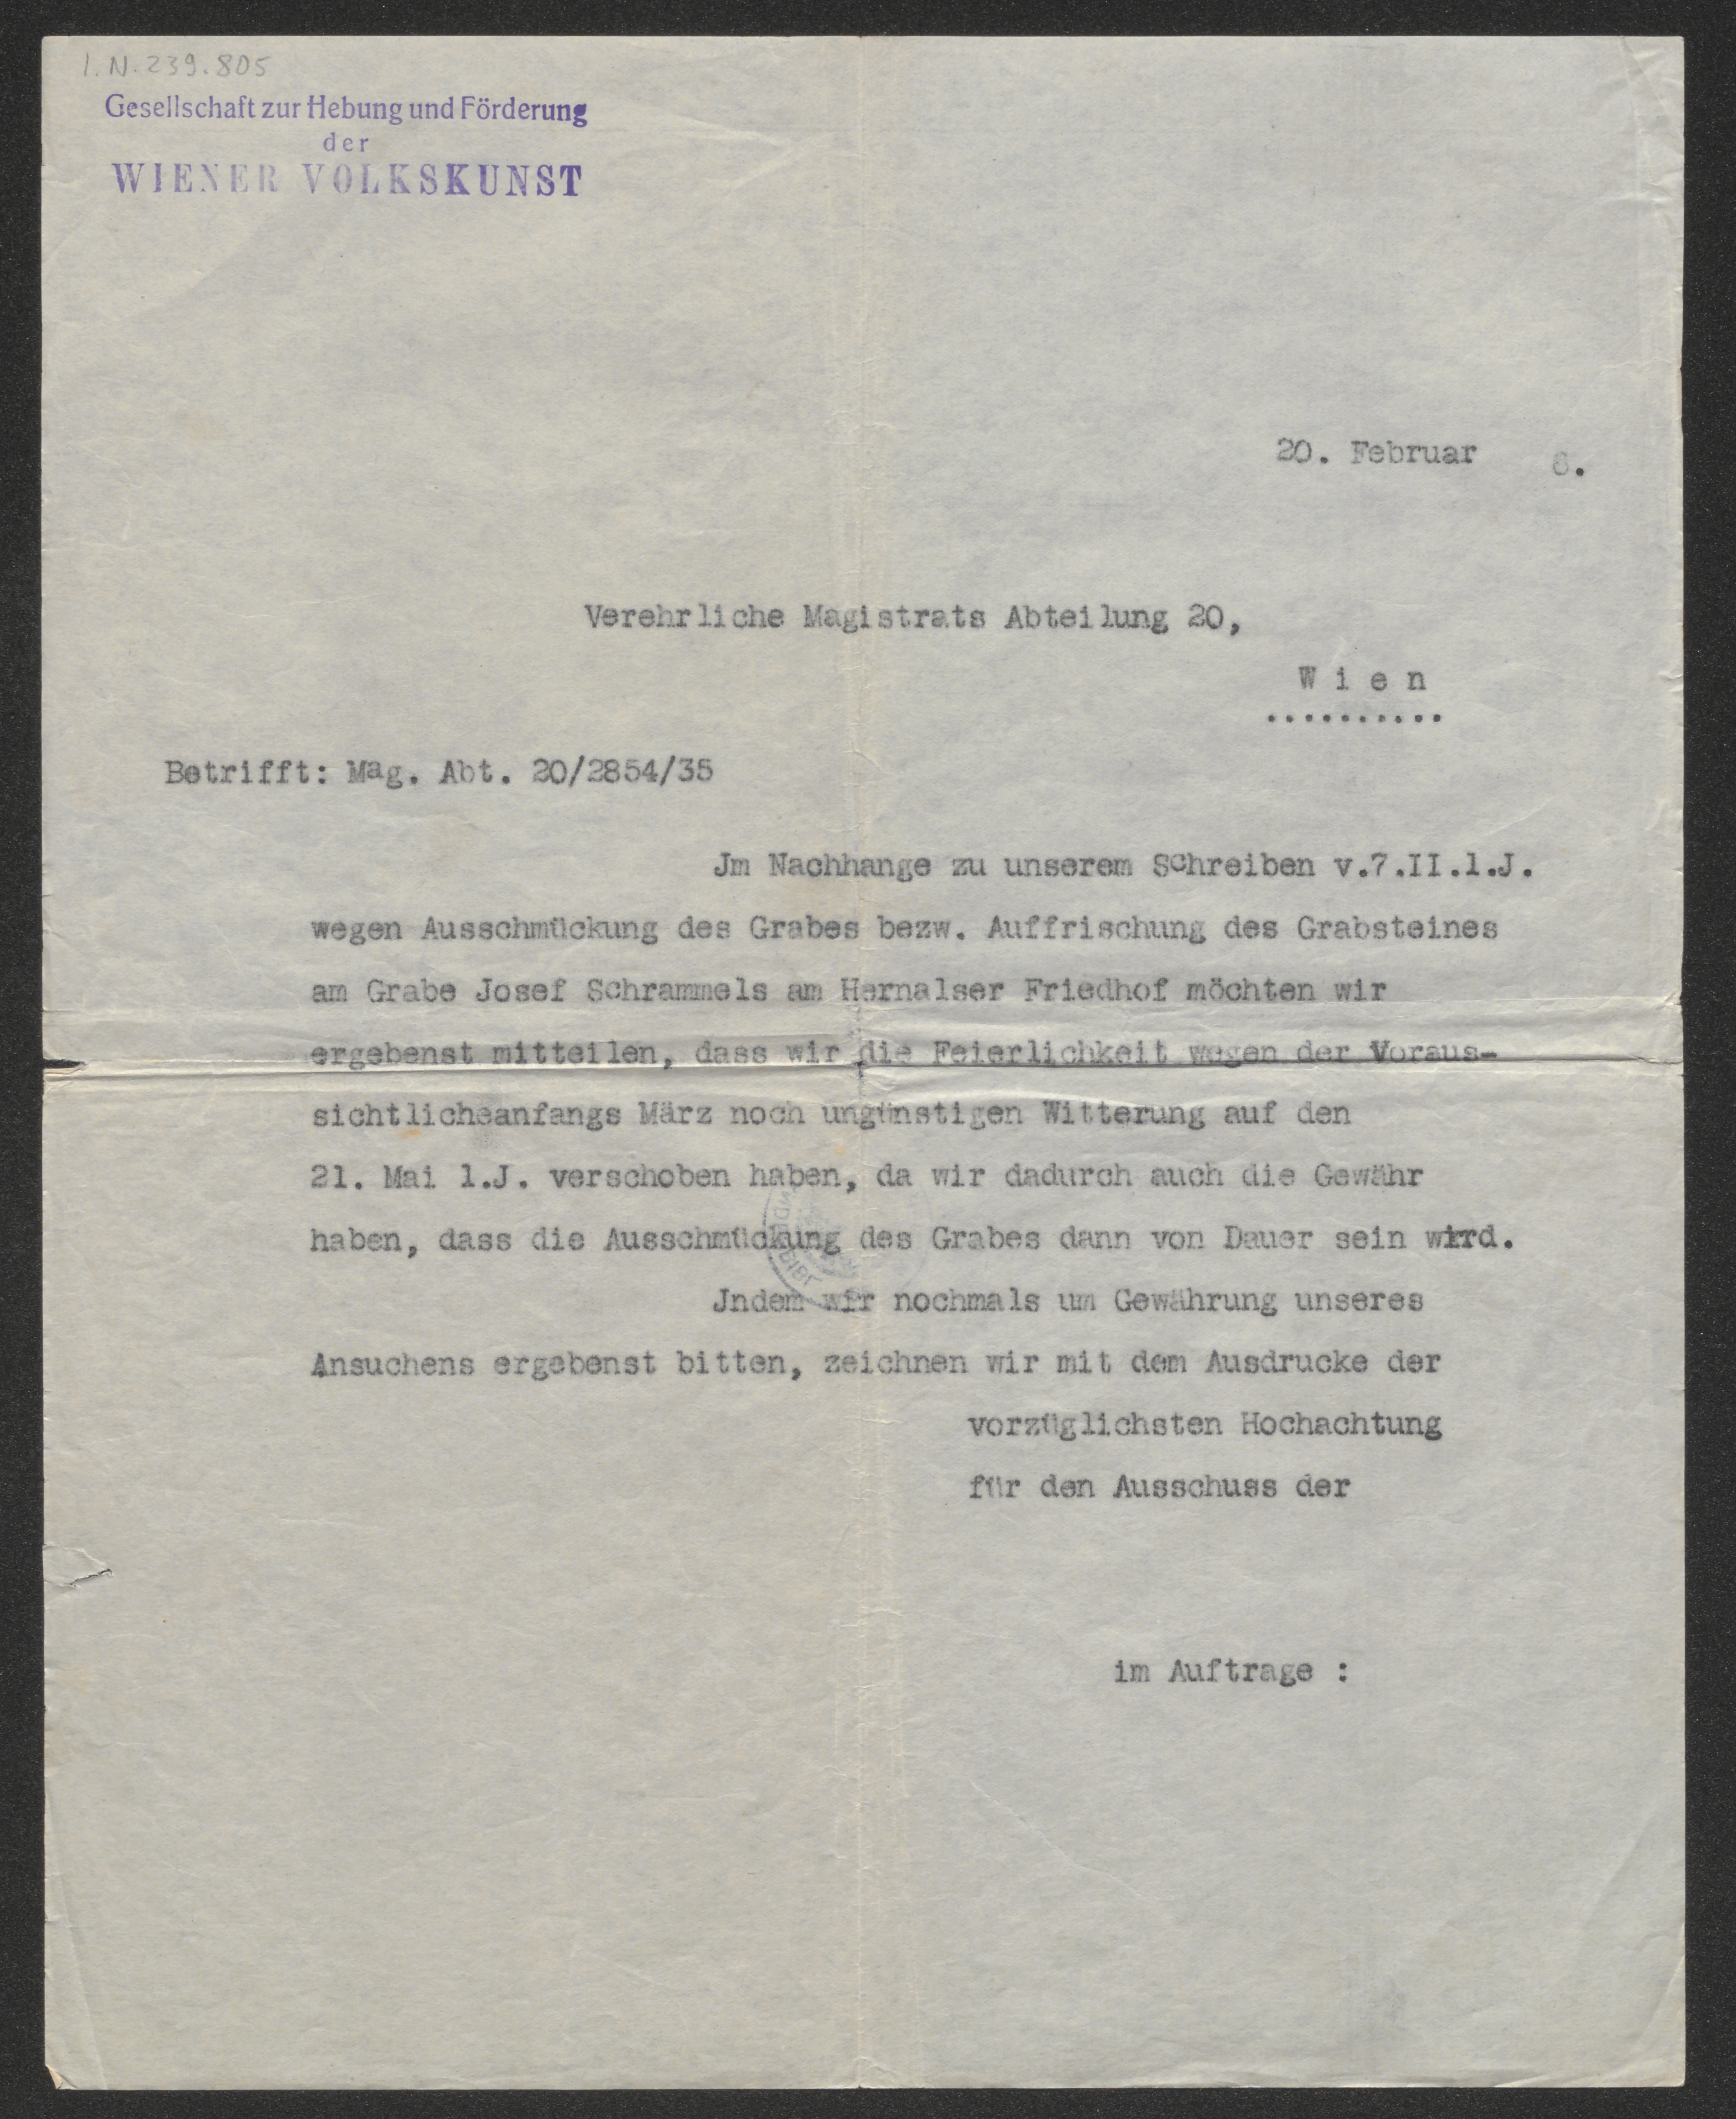 I.N.239.805
Gesellschaft zur Hebung und Förderung
der
WIENER VOLKSKUNST
20. Februar 6.
Verehrliche Magistrats Abteilung 20,
Wien
..........
Betrifft: Mag. Abt. 20/2854/35
Jm Nachhange zu unserem Schreiben v.7.II.l.J.
wegen Ausschmückung des Grabes bezw. Auffrischung des Grabsteines
am Grabe Josef Schrammels am Hernalser Friedhof möchten wir
ergebenst mitteilen, dass wir die Feierlichkeit wegen der Voraus-
sichtlicheanfangs März noch ungünstigen Witterung auf den
21. Mai l.J. verschoben haben, da wir dadurch auch die Gewähr
haben, dass die Ausschmückung des Grabes dann von Dauer sein wird.
Jndem wir nochmals um Gewährung unseres
Ansuchens ergebenst bitten, zeichnen wir mit dem Ausdrucke der
vorzüglichsten Hochachtung
für den Ausschuss der
im Auftrage :